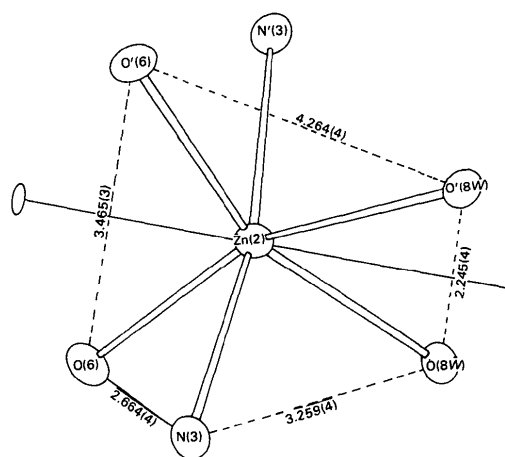 N'(3)
O'(6)
4.264(4)
O'(8W)
3.465(3)
Zn(2)
2.245(4)
O(6)
O(8W)
2.664(4)
3.259(4)
N(3)